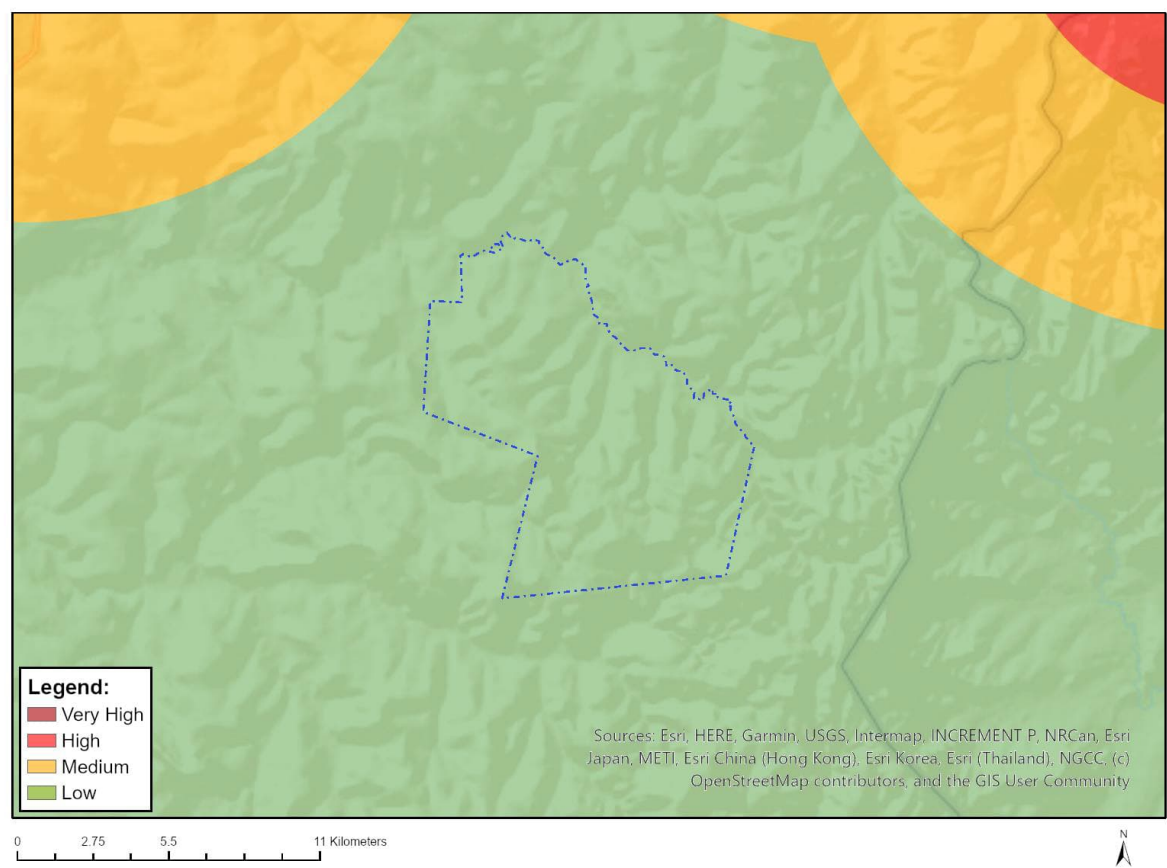 Legend:
Very High
High
Medium
Low
Sources: Esri, HERE, Garmin, USGS, Intermap, INCREMENT P, NRCan, Esri
Japan, METI, Esri China (Hong Kong), Esri Korea, Esri (Thailand), NGCC, (c)
OpenStreetMap contributors, and the GIS User Community
0 2.75 5.5 11 Kilometers
N